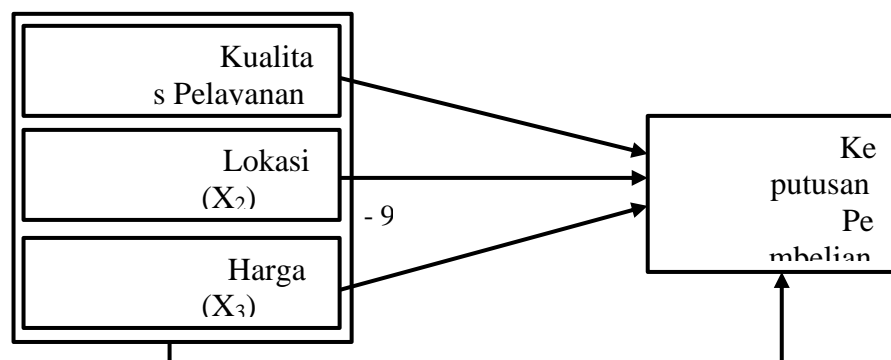 Kualita
s Pelayanan
Lokasi
(X₂)
- 9
Harga
(X₃)
Ke
putusan
Pe
mbelian